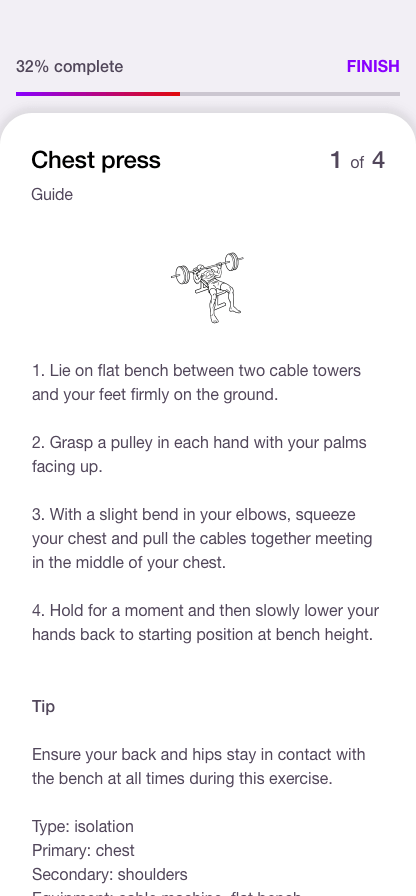 32% complete FINISH
Chest press 1 of 4
Guide
1. Lie on flat bench between two cable towers
and your feet firmly on the ground.
2. Grasp a pulley in each hand with your palms
facing up.
3. With a slight bend in your elbows, squeeze
your chest and pull the cables together meeting
in the middle of your chest.
4. Hold for a moment and then slowly lower your
hands back to starting position at bench height.
Tip
Ensure your back and hips stay in contact with
the bench at all times during this exercise.
Type: isolation
Primary: chest
Secondary: shoulders
Equipment: cable machine, flat bench